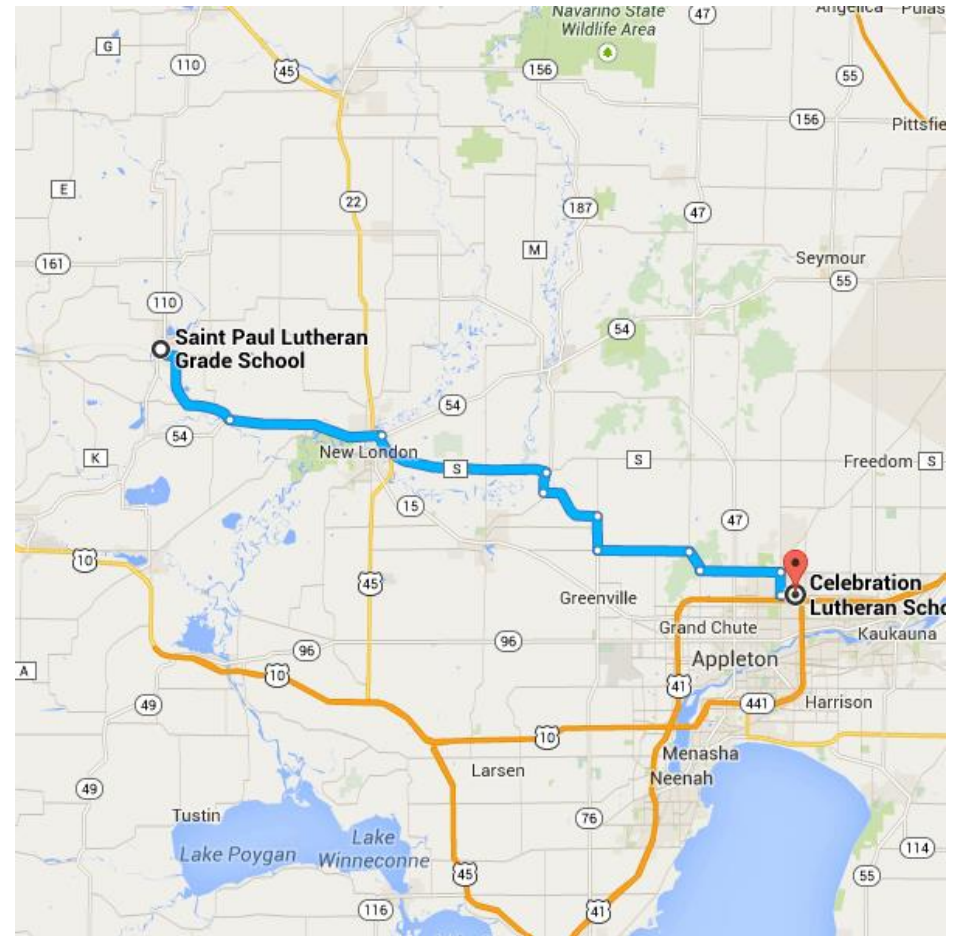 Navarino State
Wildlife Area
47
Angelica
Pulas
G
110
45
156
55
156
Pittsfie
E
22
187
47
M
161
Seymour
55
110
54
Saint Paul Lutheran
Grade School
54
54
K
New London
S
S
Freedom
S
15
47
10
45
Greenville
Celebration
Lutheran Scho
Grand Chute
Kaukauna
96
96
Appleton
A
10
41
49
441
Harrison
10
Menasha
Larsen
Neenah
49
76
Tustin
Lake Poygan
Lake
Winneconne
114
45
55
116
41